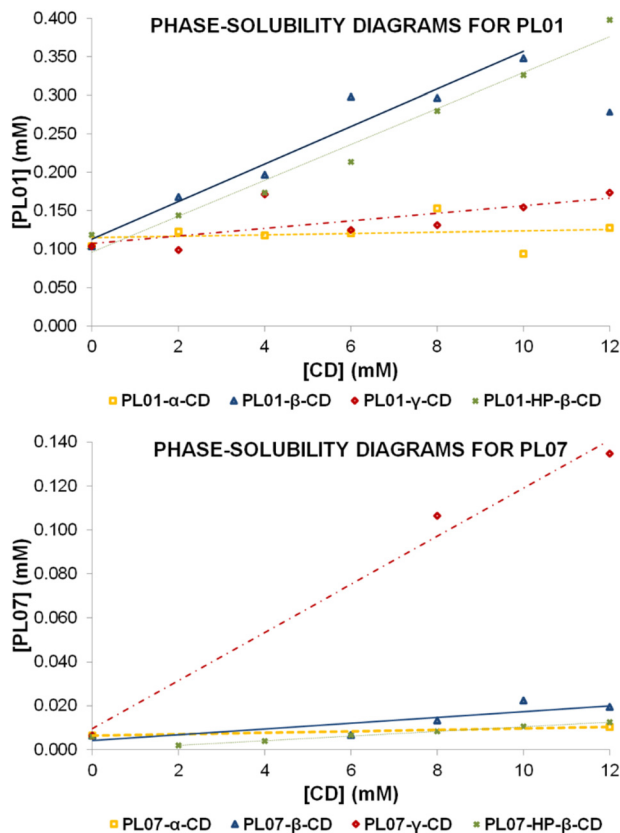 PHASE-SOLUBILITY DIAGRAMS FOR PL01
0.400
0.350
0.300
0.250
0.200
0.150
0.100
0.050
0.000
[PL01] (mM)
0 2 4 6 8 10 12
[CD] (mM)
PL01-α-CD PL01-β-CD PL01-γ-CD PL01-HP-β-CD
PHASE-SOLUBILITY DIAGRAMS FOR PL07
0.140
0.120
0.100
0.080
0.060
0.040
0.020
0.000
[PL07] (mM)
0 2 4 6 8 10 12
[CD] (mM)
PL07-α-CD PL07-β-CD PL07-γ-CD PL07-HP-β-CD